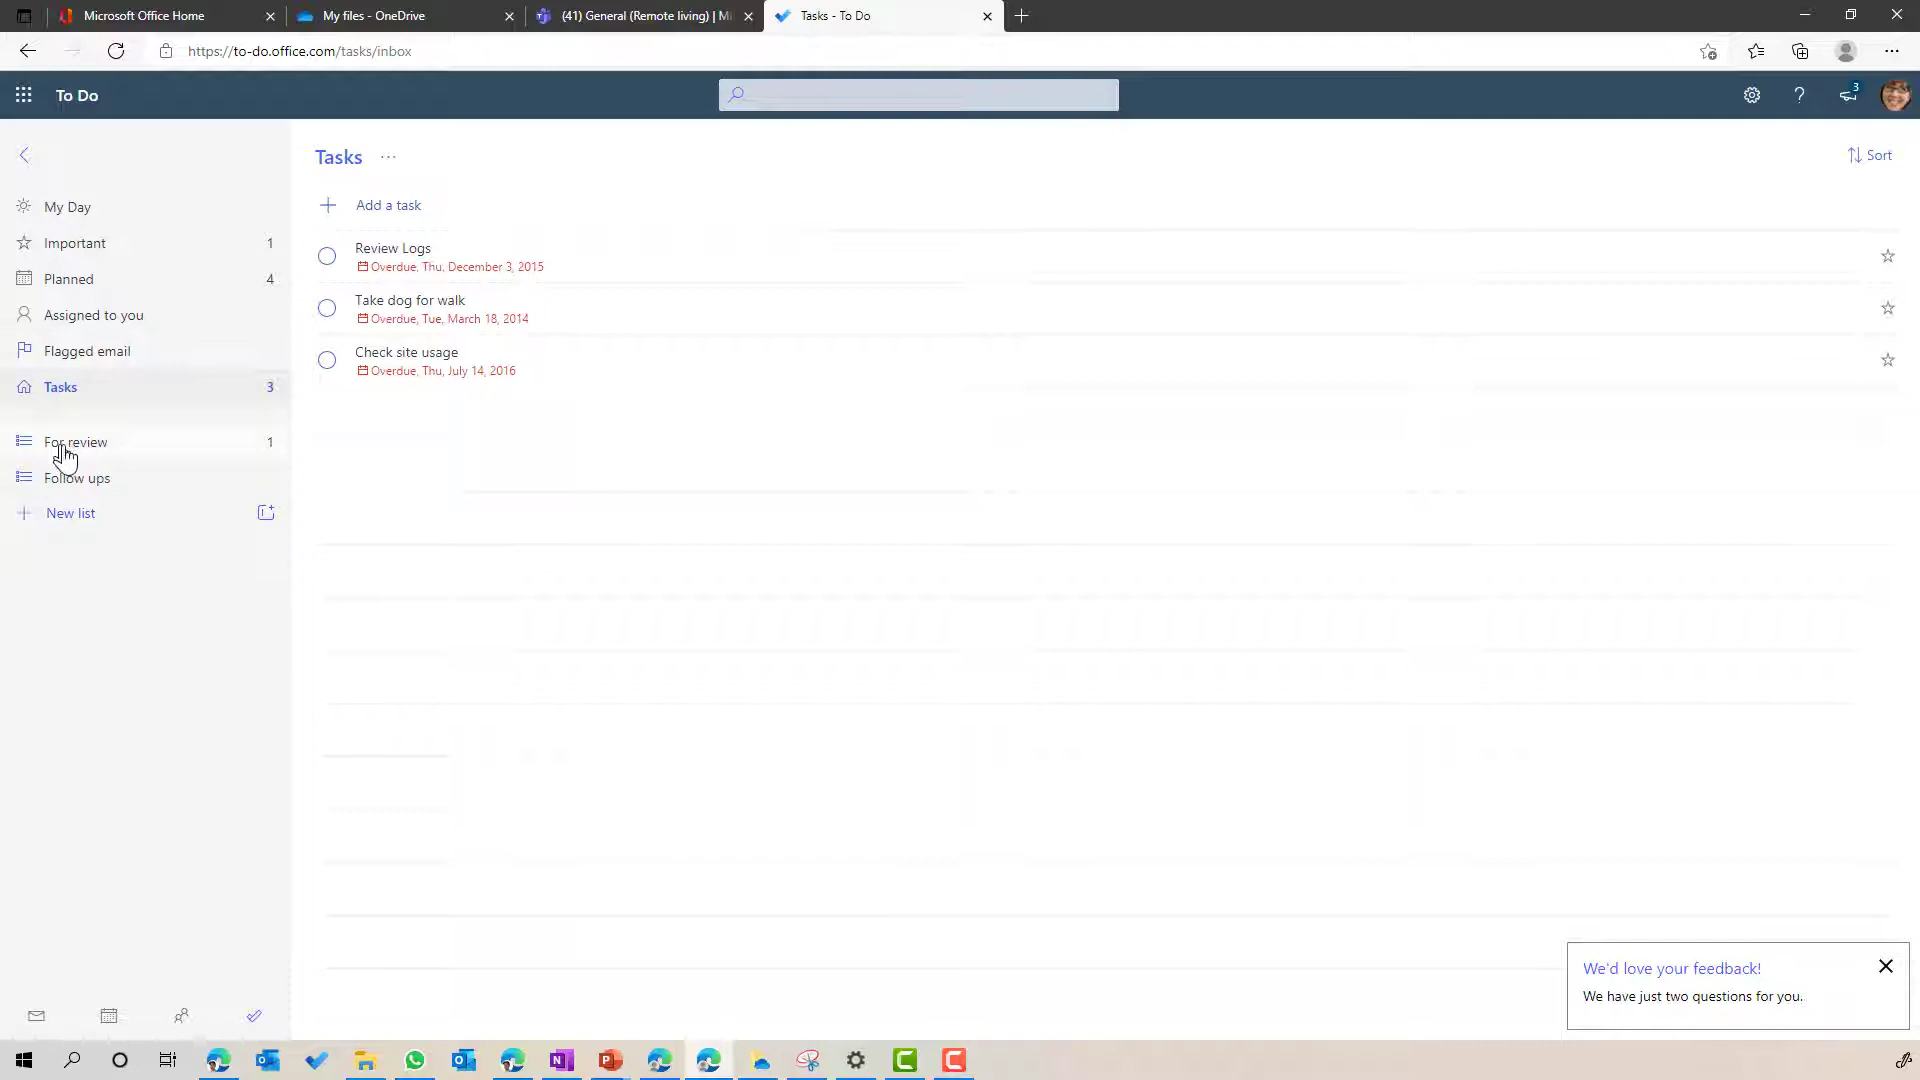 Microsoft Office Home
My files - OneDrive
(41) General (Remote living) | Mi
Tasks - To Do
https://to-do.office.com/tasks/inbox
To Do
3
Tasks
Sort
My Day
Add a task
Important 1
Review Logs
Overdue, Thu, December 3, 2015
Planned 4
Take dog for walk
Overdue, Tue, March 18, 2014
Assigned to you
Flagged email
Check site usage
Overdue, Thu, July 14, 2016
Tasks 3
For review 1
Follow ups
New list
We'd love your feedback!
We have just two questions for you.